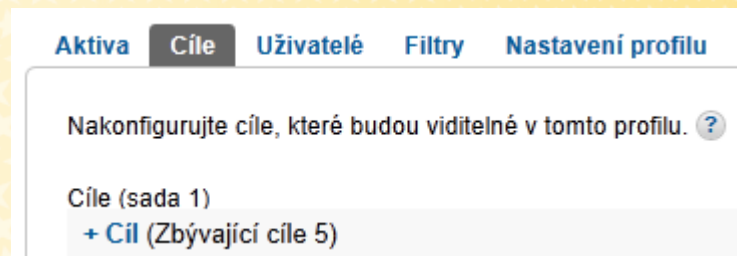 Aktiva Cíle Uživatelé Filtry Nastavení profilu
Nakonfigurujte cíle, které budou viditelné v tomto profilu. ?
Cíle (sada 1)
+ Cíl (Zbývající cíle 5)